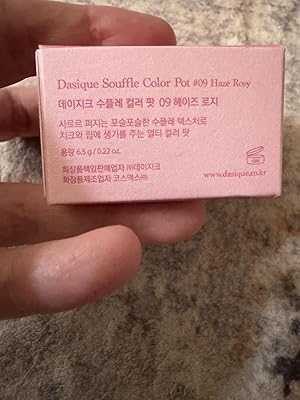 Dasique Souffle Color Pot #09 Haze Rosy
데이지크 수플레 컬러 팟 09 헤이즈 로지
사르르 퍼지는 포슬포슬한 수플레 텍스처로
치크와 립에 생기를 주는 멀티 컬러 팟
용량 6.5 g / 0.22 oz.
화장품책임판매업자 ㈜데이지크
화장품제조업자 코스맥스㈜
www.dasique.co.kr